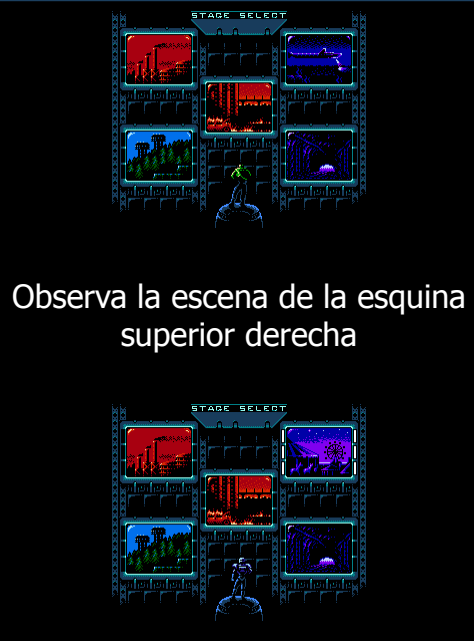 STAGE SELECT
Observa la escena de la esquina
superior derecha
STAGE SELECT